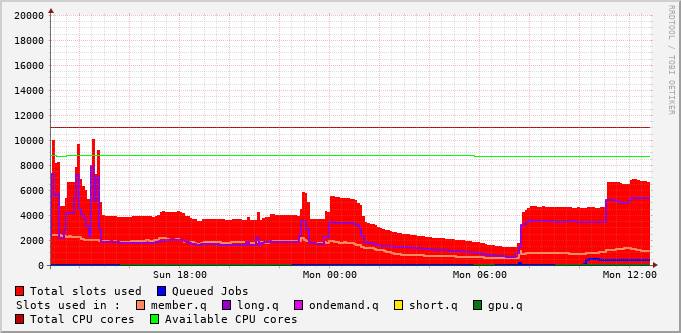 20000
18000
16000
14000
12000
10000
8000
6000
4000
2000
0
Sun 18:00 Mon 00:00 Mon 06:00 Mon 12:00
Total slots used Queued Jobs
Slots used in : member.q long.q ondemand.q short.q gpu.q
Total CPU cores Available CPU cores
RRDTOOL / TOBI OETIKER